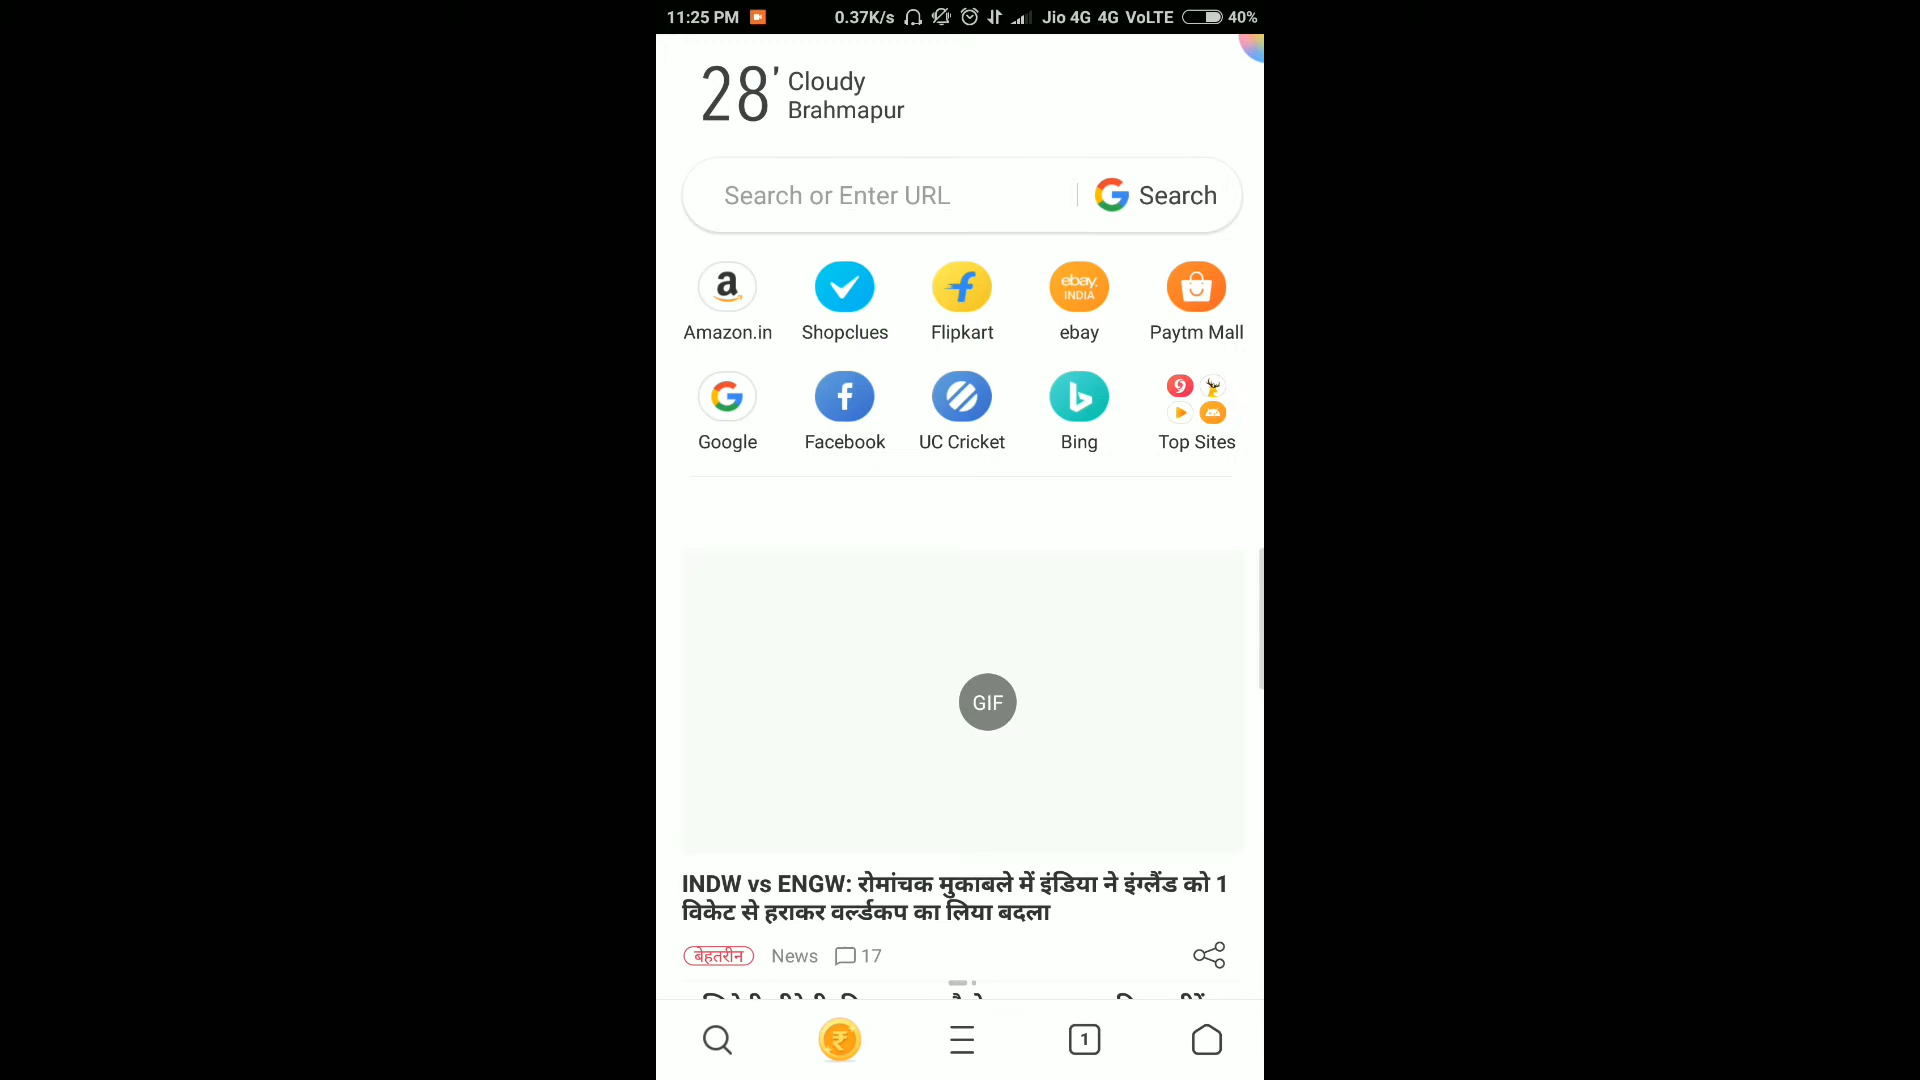 11:25 PM 0.37K/s Jio 4G 4G VoLTE 40%
28' Cloudy
Brahmapur
Search or Enter URL Search
ebay
INDIA
Amazon.in Shopclues Flipkart ebay Paytm Mall
Google Facebook UC Cricket Bing Top Sites
GIF
INDW vs ENGW: रोमांचक मुकाबले में इंडिया ने इंग्लैंड को 1
विकेट से हराकर वर्ल्डकप का लिया बदला
बेहतरीन News 17
1